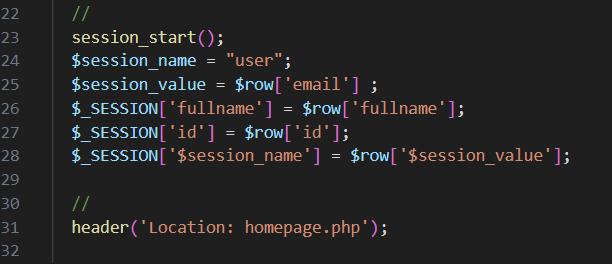 22 //
23 session_start();
24 $session_name = "user";
25 $session_value = $row['email'] ;
26 $_SESSION['fullname'] = $row['fullname'];
27 $_SESSION['id'] = $row['id'];
28 $_SESSION['$session_name'] = $row['$session_value'];
29
30 //
31 header('Location: homepage.php');
32